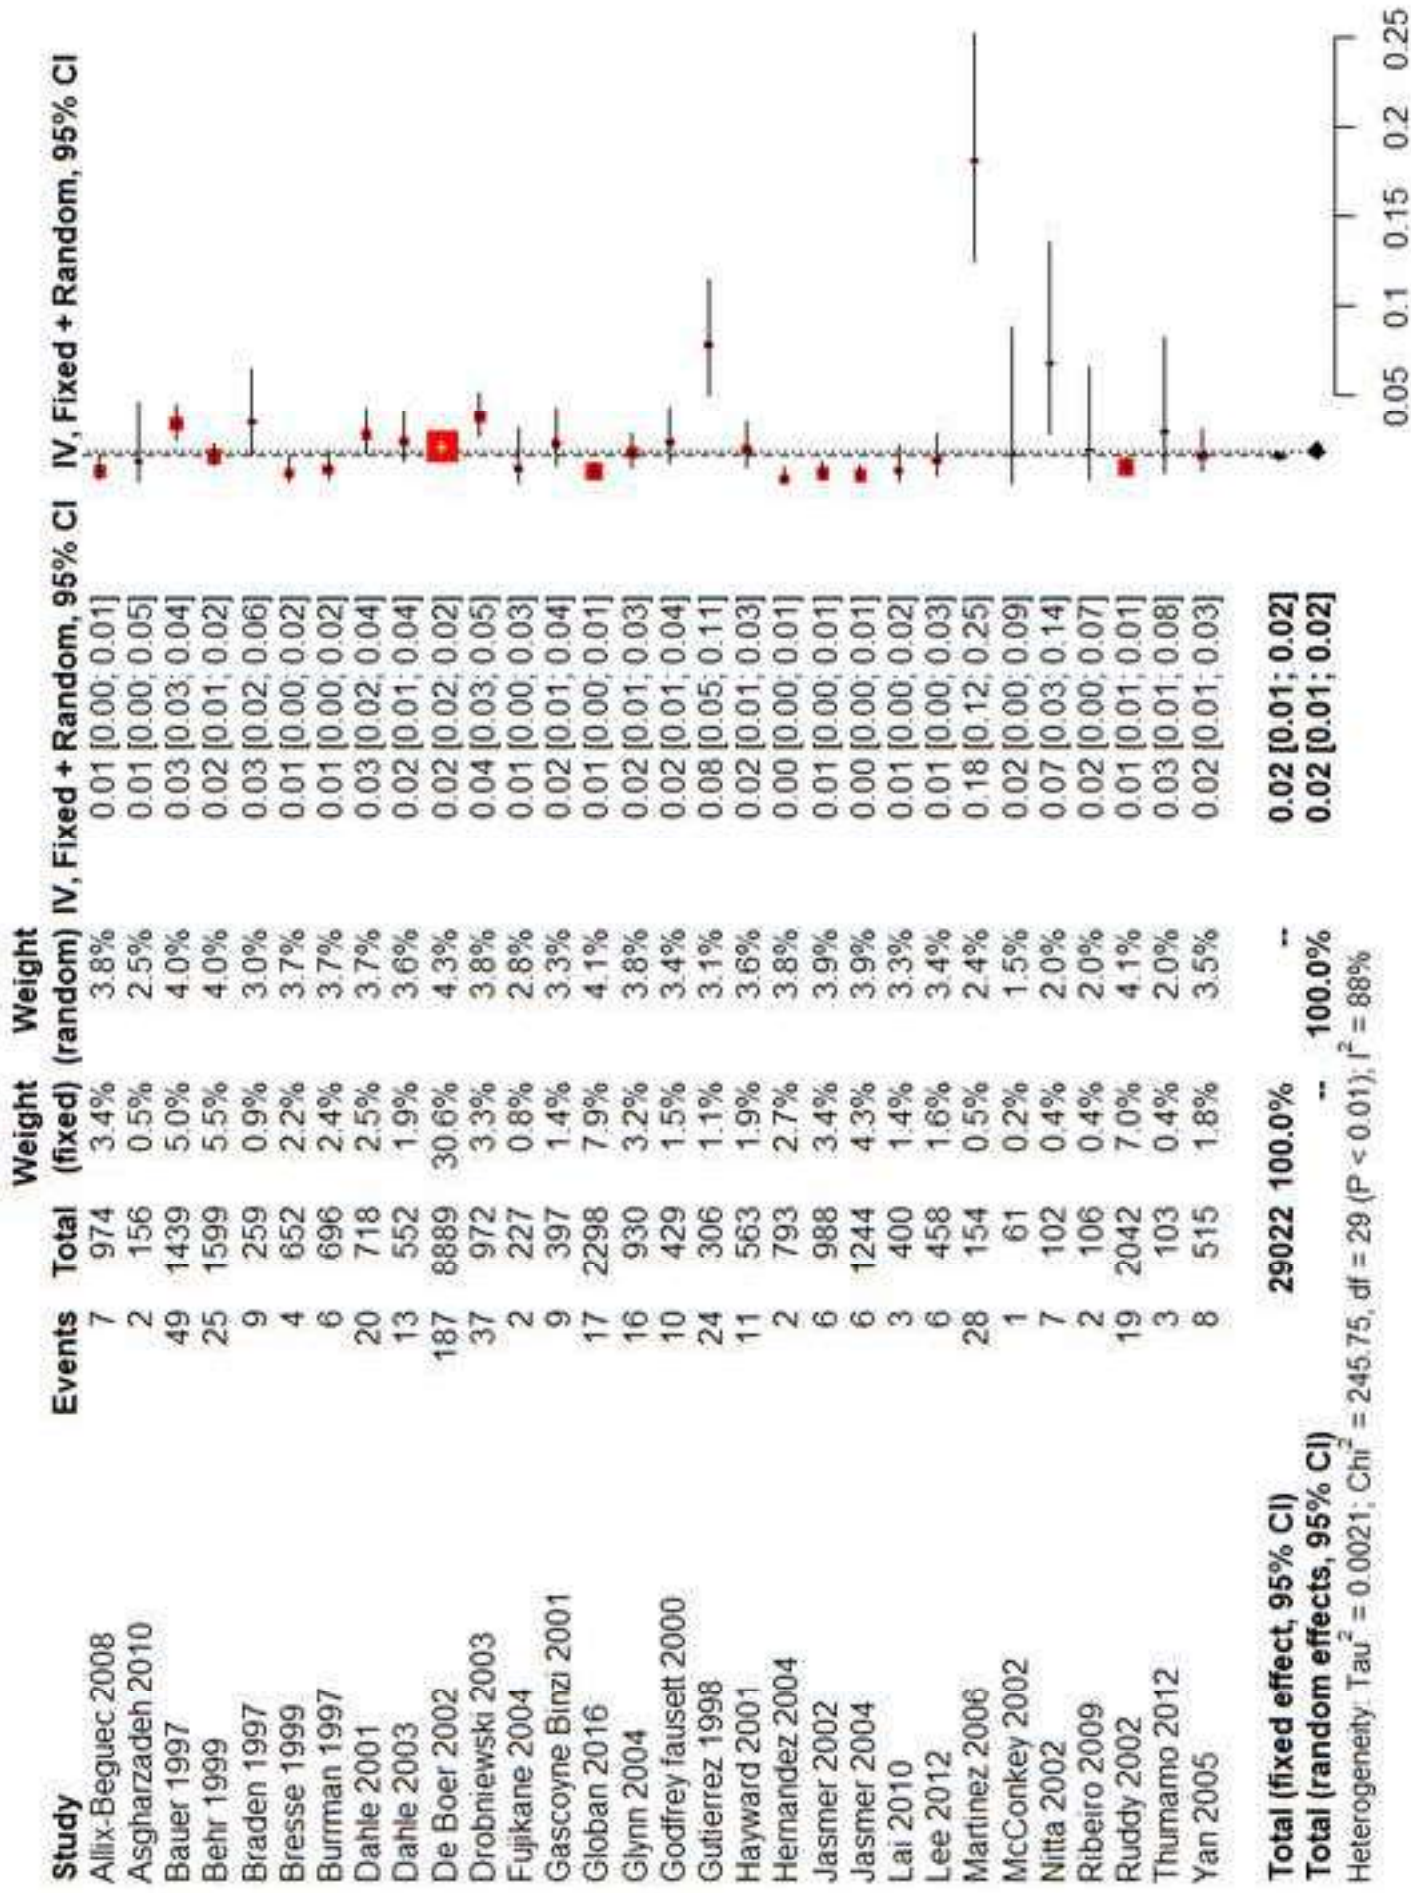 Weight Weight
Study Events Total (fixed) (random) IV, Fixed + Random, 95% CI IV, Fixed + Random, 95% CI
Allix-Beguec 2008 7 974 3.4% 3.8% 0.01 [0.00, 0.01]
Asgharzadeh 2010 2 156 0.5% 2.5% 0.01 [0.00, 0.05]
Bauer 1997 49 1439 5.0% 4.0% 0.03 [0.03, 0.04]
Behr 1999 25 1599 5.5% 4.0% 0.02 [0.01, 0.02]
Braden 1997 9 259 0.9% 3.0% 0.03 [0.02, 0.06]
Bresse 1999 4 652 2.2% 3.7% 0.01 [0.00, 0.02]
Burman 1997 6 696 2.4% 3.7% 0.01 [0.00, 0.02]
Dahle 2001 20 718 2.5% 3.7% 0.03 [0.02, 0.04]
Dahle 2003 13 552 1.9% 3.6% 0.02 [0.01, 0.04]
De Boer 2002 187 8889 30.6% 4.3% 0.02 [0.02, 0.02]
Drobniewski 2003 37 972 3.3% 3.8% 0.04 [0.03, 0.05]
Fujikane 2004 2 227 0.8% 2.8% 0.01 [0.00, 0.03]
Gascoyne Binzi 2001 9 397 1.4% 3.3% 0.02 [0.01, 0.04]
Globan 2016 17 2298 7.9% 4.1% 0.01 [0.00, 0.01]
Glynn 2004 16 930 3.2% 3.8% 0.02 [0.01, 0.03]
Godfrey fausett 2000 10 429 1.5% 3.4% 0.02 [0.01, 0.04]
Gutierrez 1998 24 306 1.1% 3.1% 0.08 [0.05, 0.11]
Hayward 2001 11 563 1.9% 3.6% 0.02 [0.01, 0.03]
Hernandez 2004 2 793 2.7% 3.8% 0.00 [0.00, 0.01]
Jasmer 2002 6 988 3.4% 3.9% 0.01 [0.00, 0.01]
Jasmer 2004 6 1244 4.3% 3.9% 0.00 [0.00, 0.01]
Lai 2010 3 400 1.4% 3.3% 0.01 [0.00, 0.02]
Lee 2012 6 458 1.6% 3.4% 0.01 [0.00, 0.03]
Martinez 2006 28 154 0.5% 2.4% 0.18 [0.12, 0.25]
McConkey 2002 1 61 0.2% 1.5% 0.02 [0.00, 0.09]
Nitta 2002 7 102 0.4% 2.0% 0.07 [0.03, 0.14]
Ribeiro 2009 2 106 0.4% 2.0% 0.02 [0.00, 0.07]
Ruddy 2002 19 2042 7.0% 4.1% 0.01 [0.01, 0.01]
Thumamo 2012 3 103 0.4% 2.0% 0.03 [0.01, 0.08]
Yan 2005 8 515 1.8% 3.5% 0.02 [0.01, 0.03]
Total (fixed effect, 95% CI) 29022 100.0% -- 0.02 [0.01; 0.02]
Total (random effects, 95% CI) -- 100.0% 0.02 [0.01; 0.02]
Heterogeneity: Tau² = 0.0021; Chi² = 245.75, df = 29 (P < 0.01); I² = 88%
0.05 0.1 0.15 0.2 0.25